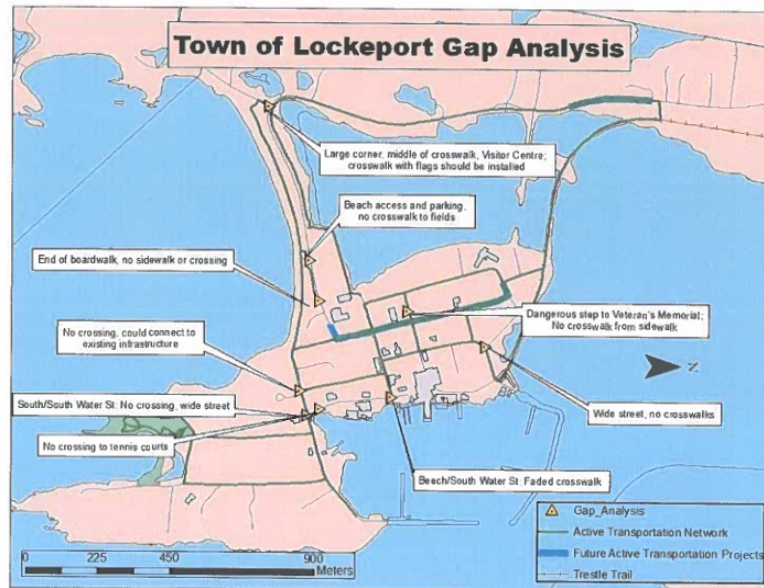 Town of Lockeport Gap Analysis
Large corner, middle of crosswalk, Visitor Centre;
crosswalk with flags should be installed
Beach access and parking,
no crosswalk to fields
End of boardwalk, no sidewalk or crossing
Dangerous step to Veteran's Memorial;
No crosswalk from sidewalk
No crossing, could connect to
existing infrastructure
N
South/South Water St: No crossing, wide street
Wide street, no crosswalks
No crossing to tennis courts
Beech/South Water St: Faded crosswalk
Gap_Analysis
Active Transportation Network
Future Active Transportation Projects
Trestle Trail
0 225 450 900
Meters